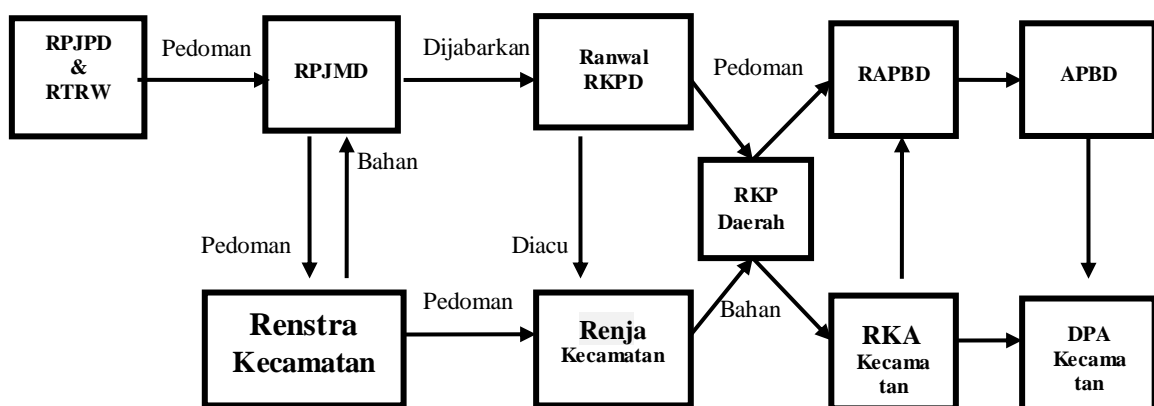 RPJPD
&
RTRW
Pedoman
RPJMD
Dijabarkan
Ranwal
RKPD
Pedoman
RAPBD
APBD
Bahan
RKP
Daerah
Pedoman
Diacu
Renstra
Kecamatan
Pedoman
Renja
Kecamatan
Bahan
RKA
Kecama
tan
DPA
Kecama
tan